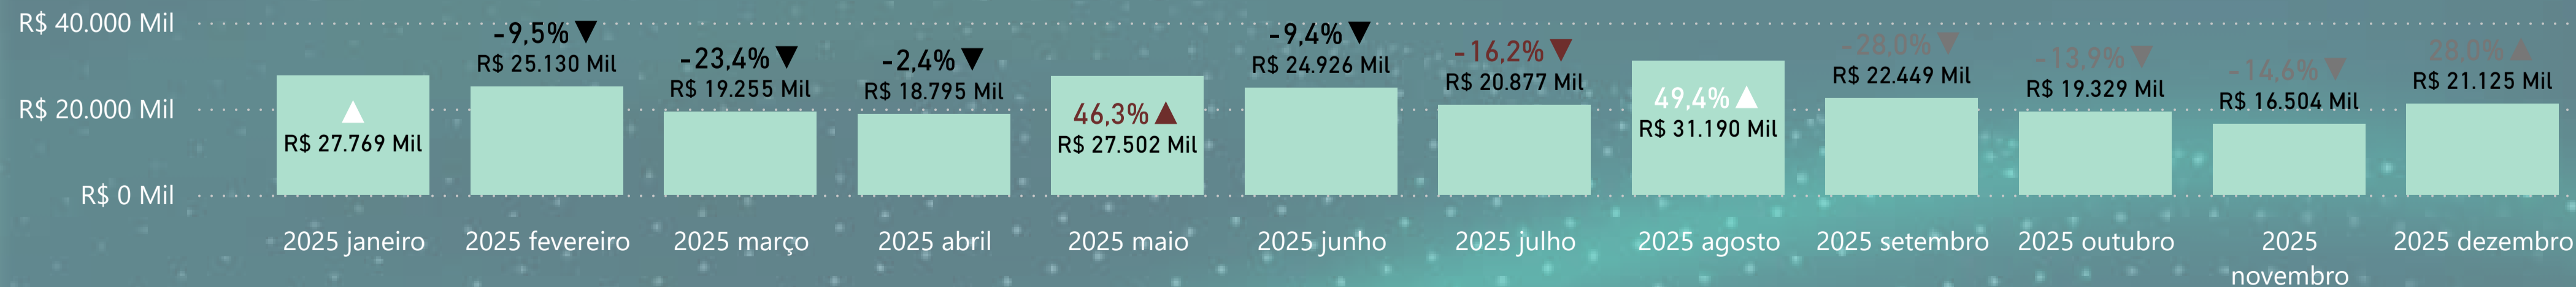 R$ 40.000 Mil
R$ 20.000 Mil
R$ 0 Mil
▲
R$ 27.769 Mil
-9,5% ▼
R$ 25.130 Mil
-23,4% ▼
R$ 19.255 Mil
-2,4% ▼
R$ 18.795 Mil
46,3% ▲
R$ 27.502 Mil
-9,4% ▼
R$ 24.926 Mil
-16,2% ▼
R$ 20.877 Mil
49,4% ▲
R$ 31.190 Mil
-28,0% ▼
R$ 22.449 Mil
-13,9% ▼
R$ 19.329 Mil
-14,6% ▼
R$ 16.504 Mil
28,0% ▲
R$ 21.125 Mil
2025 janeiro
2025 fevereiro
2025 março
2025 abril
2025 maio
2025 junho
2025 julho
2025 agosto
2025 setembro
2025 outubro
2025
novembro
2025 dezembro